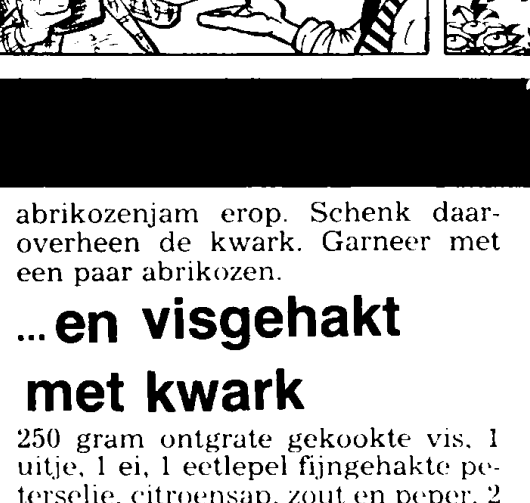 abrikozenjam erop. Schenk daar-
overheen de kwark. Garneer met
een paar abrikozen.
... en visgehakt
met kwark
250 gram ontgrate gekookte vis, 1
uitje, 1 ei, 1 eetlepel fijngehakte pe-
terselie, citroensap, zout en peper, 2